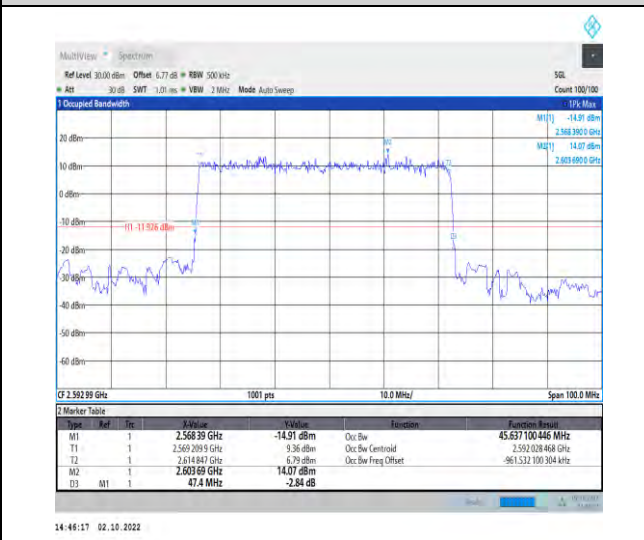 MultiView Spectrum
Ref Level 30.00 dBm Offset 6.77 dB RBW 500 kHz SGL
Att 30 dB SWT 1.01 ms VBW 2 MHz Mode Auto Sweep Count 100/100
1 Occupied Bandwidth 1Pk Max
M1[1] -14.91 dBm
2.568 390 0 GHz
M2[1] 14.07 dBm
2.603 690 0 GHz
20 dBm
M2
T1
T2
10 dBm
0 dBm
-10 dBm
H1 -11.926 dBm
M1
D3
-20 dBm
-30 dBm
-40 dBm
-50 dBm
-60 dBm
CF 2.592 99 GHz 1001 pts 10.0 MHz/ Span 100.0 MHz
2 Marker Table
Type Ref Trc X-Value Y-Value Function Function Result
M1 1 2.568 39 GHz -14.91 dBm Occ Bw 45.637 100 446 MHz
T1 1 2.569 209 9 GHz 9.36 dBm Occ Bw Centroid 2.592 028 468 GHz
T2 1 2.614 847 GHz 6.79 dBm Occ Bw Freq Offset -961.532 100 304 kHz
M2 1 2.603 69 GHz 14.07 dBm
D3 M1 1 47.4 MHz -2.84 dB
14:46:17 02.10.2022